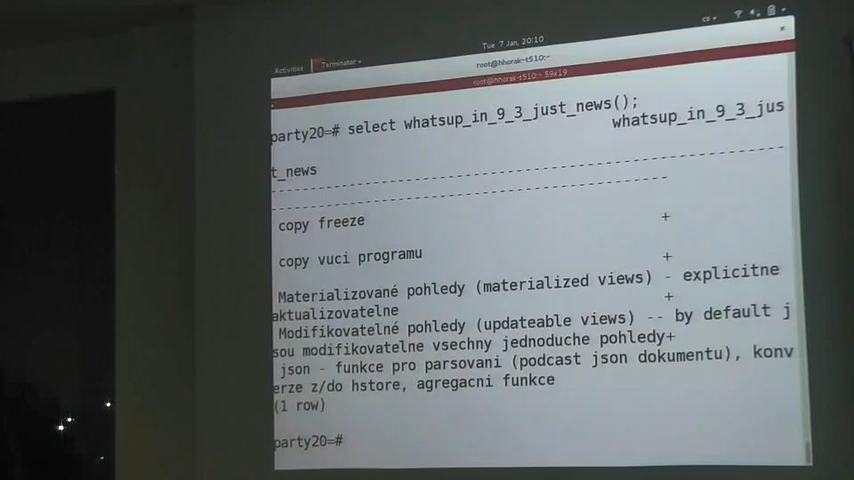 Tue 7 Jan, 20:10
cs
Activities
Terminator
root@hhorak-t510:~
root@hhorak-t510:~ 59x19
party20=# select whatsup_in_9_3_just_news();
whatsup_in_9_3_jus
t_news
copy freeze +
copy vuci programu +
Materializované pohledy (materialized views) - explicitne
aktualizovatelne +
Modifikovatelné pohledy (updateable views) -- by default j
sou modifikovatelne vsechny jednoduche pohledy+
json - funkce pro parsovani (podcast json dokumentu), konv
erze z/do hstore, agregacni funkce
(1 row)
party20=#